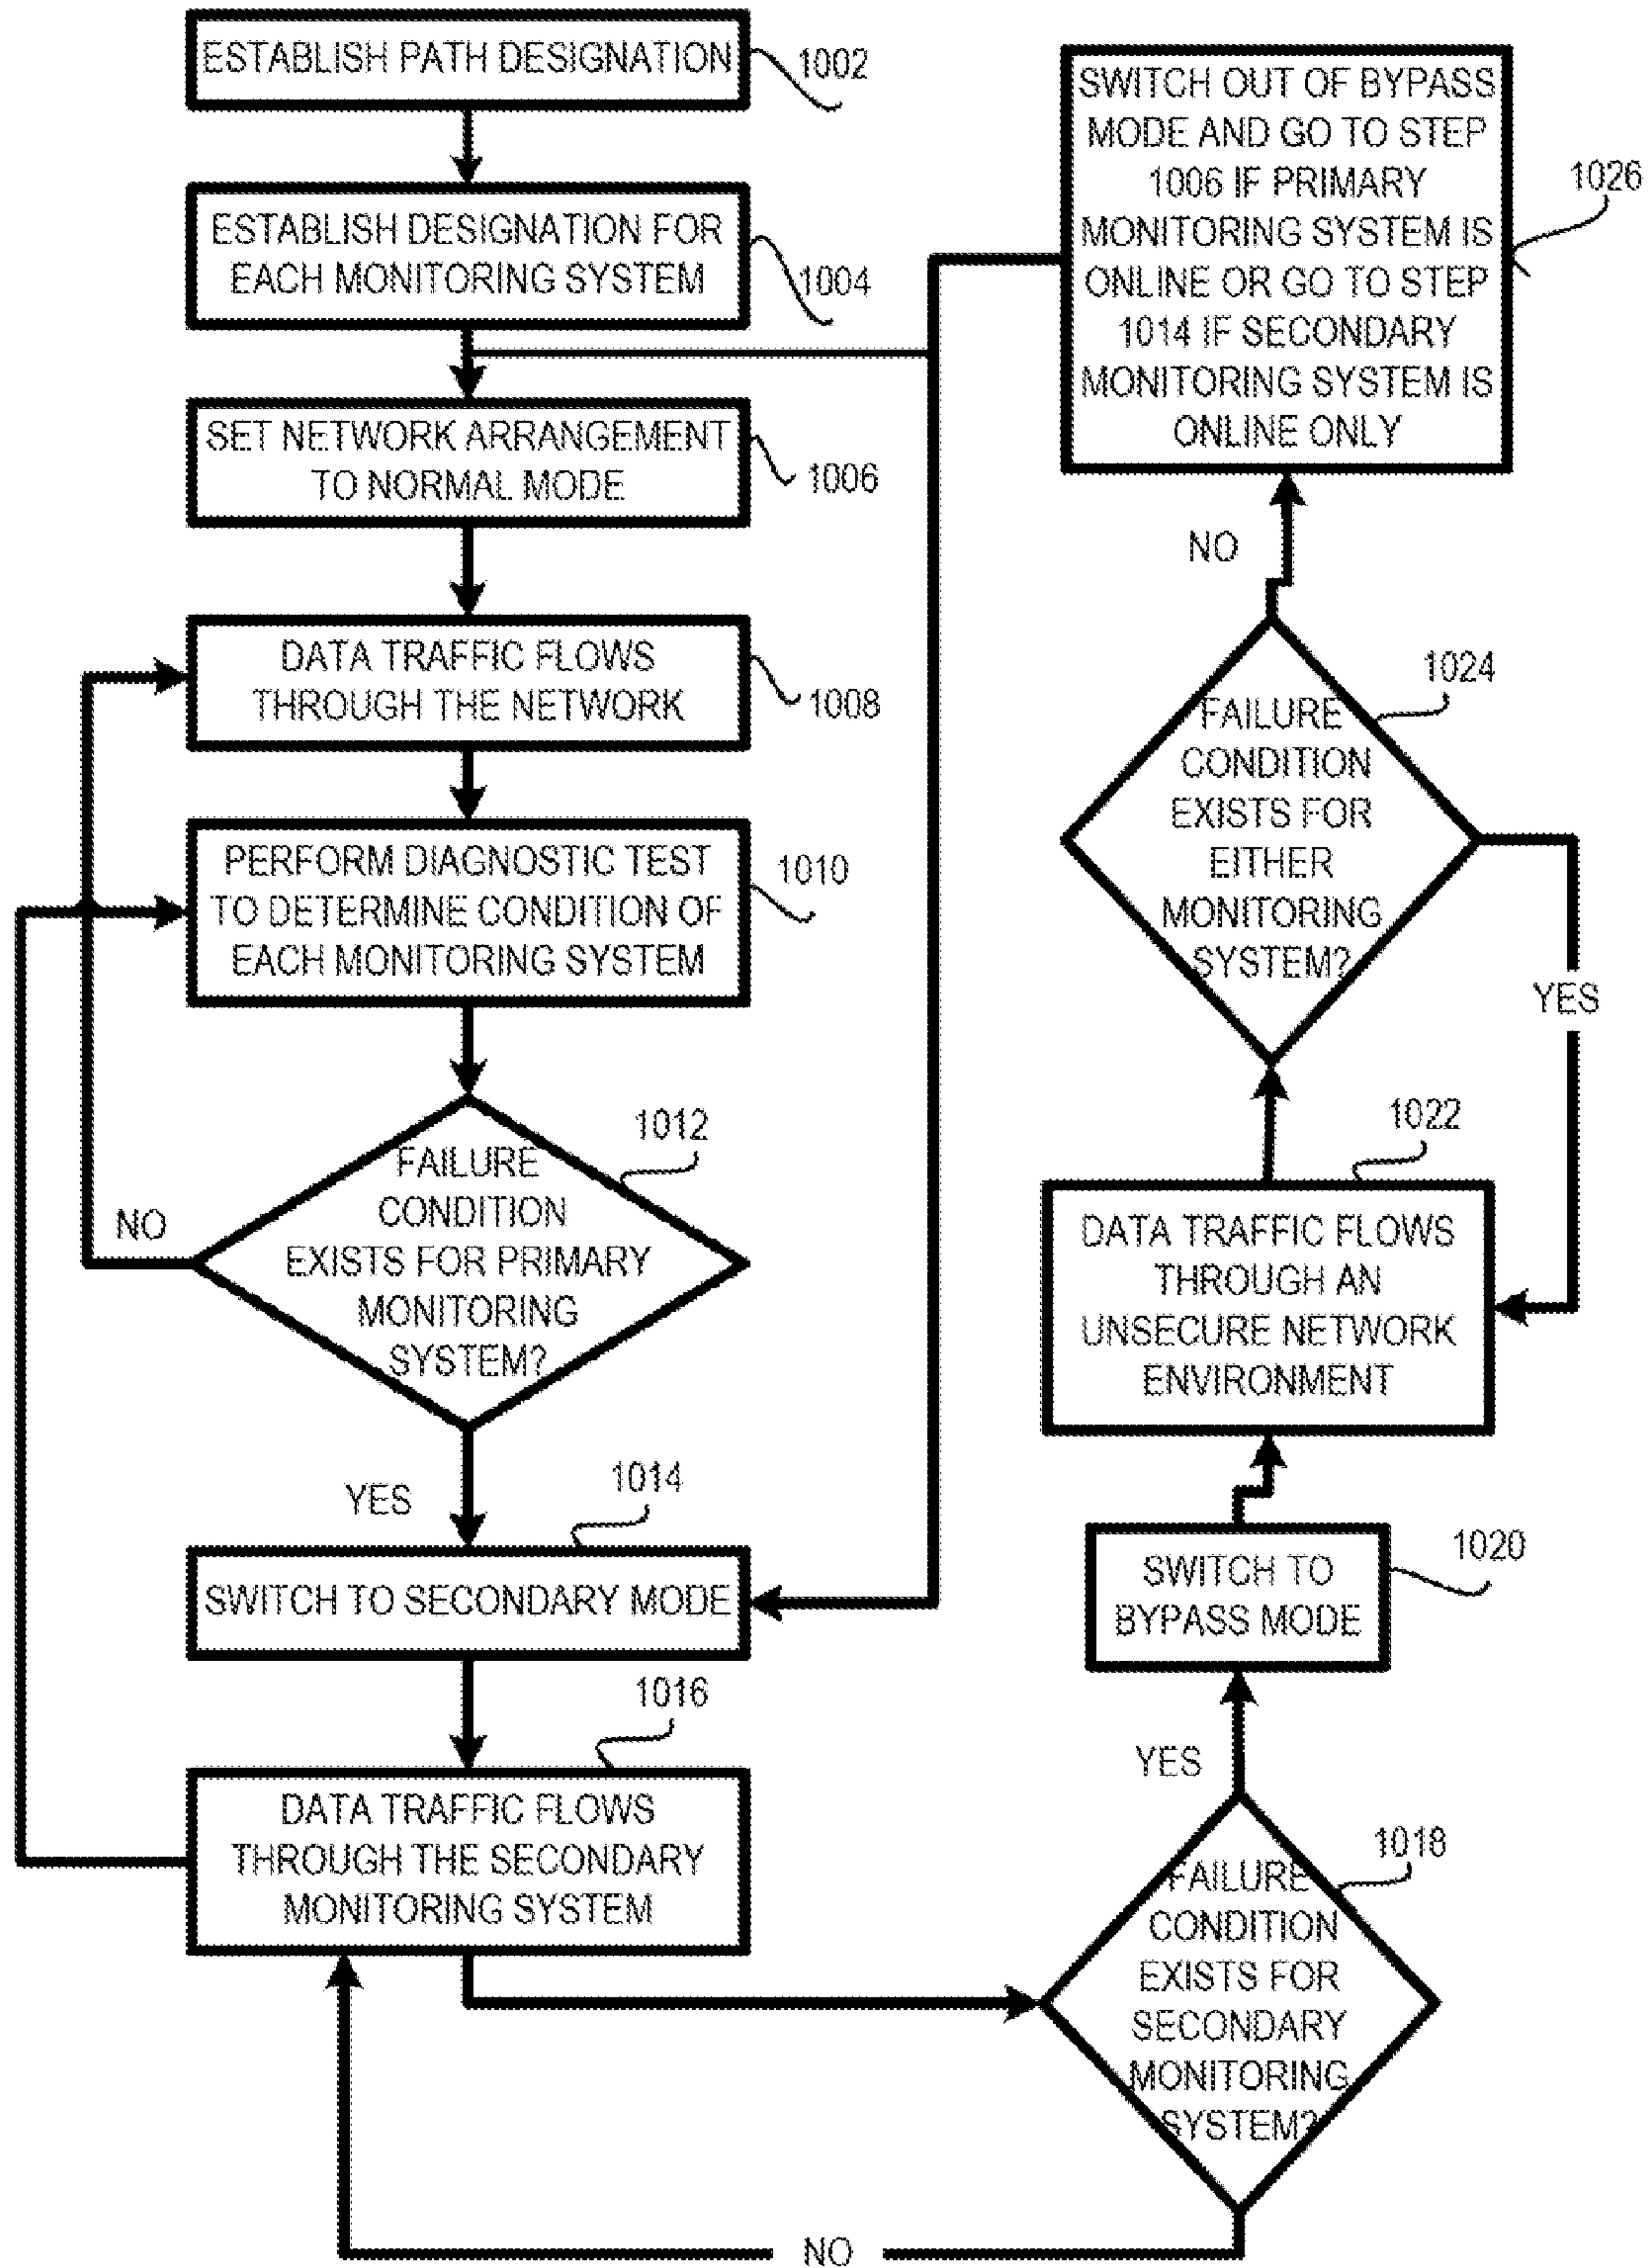 ESTABLISH PATH DESIGNATION
1002
ESTABLISH DESIGNATION FOR
EACH MONITORING SYSTEM
1004
SET NETWORK ARRANGEMENT
TO NORMAL MODE
1006
DATA TRAFFIC FLOWS
THROUGH THE NETWORK
1008
PERFORM DIAGNOSTIC TEST
TO DETERMINE CONDITION OF
EACH MONITORING SYSTEM
1010
FAILURE
CONDITION
EXISTS FOR PRIMARY
MONITORING
SYSTEM?
1012
NO
YES
SWITCH TO SECONDARY MODE
1014
DATA TRAFFIC FLOWS
THROUGH THE SECONDARY
MONITORING SYSTEM
1016
FAILURE
CONDITION
EXISTS FOR
SECONDARY
MONITORING
SYSTEM?
1018
NO
YES
SWITCH TO
BYPASS MODE
1020
DATA TRAFFIC FLOWS
THROUGH AN
UNSECURE NETWORK
ENVIRONMENT
1022
FAILURE
CONDITION
EXISTS FOR
EITHER
MONITORING
SYSTEM?
1024
YES
NO
SWITCH OUT OF BYPASS
MODE AND GO TO STEP
1006 IF PRIMARY
MONITORING SYSTEM IS
ONLINE OR GO TO STEP
1014 IF SECONDARY
MONITORING SYSTEM IS
ONLINE ONLY
1026